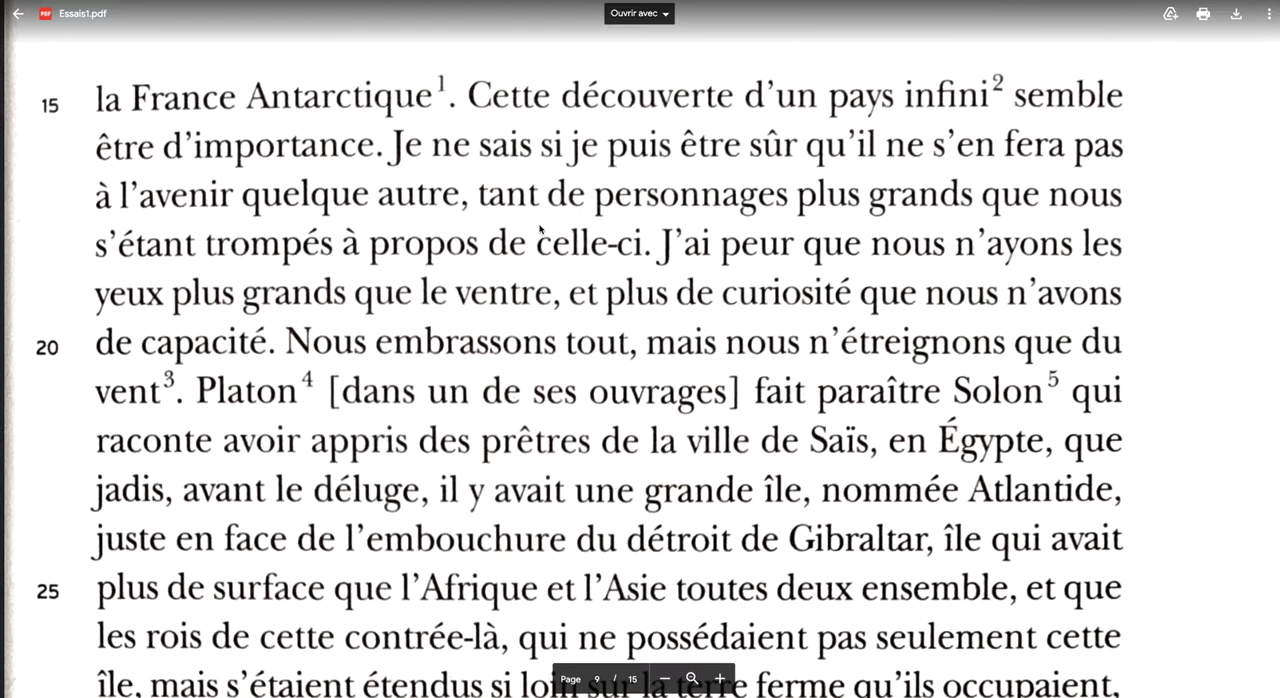 PDF Essais1.pdf
Ouvrir avec
15 la France Antarctique¹. Cette découverte d’un pays infini² semble
être d’importance. Je ne sais si je puis être sûr qu’il ne s’en fera pas
à l’avenir quelque autre, tant de personnages plus grands que nous
s’étant trompés à propos de celle-ci. J’ai peur que nous n’ayons les
yeux plus grands que le ventre, et plus de curiosité que nous n’avons
20 de capacité. Nous embrassons tout, mais nous n’étreignons que du
vent³. Platon⁴ [dans un de ses ouvrages] fait paraître Solon⁵ qui
raconte avoir appris des prêtres de la ville de Saïs, en Égypte, que
jadis, avant le déluge, il y avait une grande île, nommée Atlantide,
juste en face de l’embouchure du détroit de Gibraltar, île qui avait
25 plus de surface que l’Afrique et l’Asie toutes deux ensemble, et que
les rois de cette contrée-là, qui ne possédaient pas seulement cette
île, mais s’étaient étendus si loin sur la terre ferme qu’ils occupaient,
Page 9 / 15